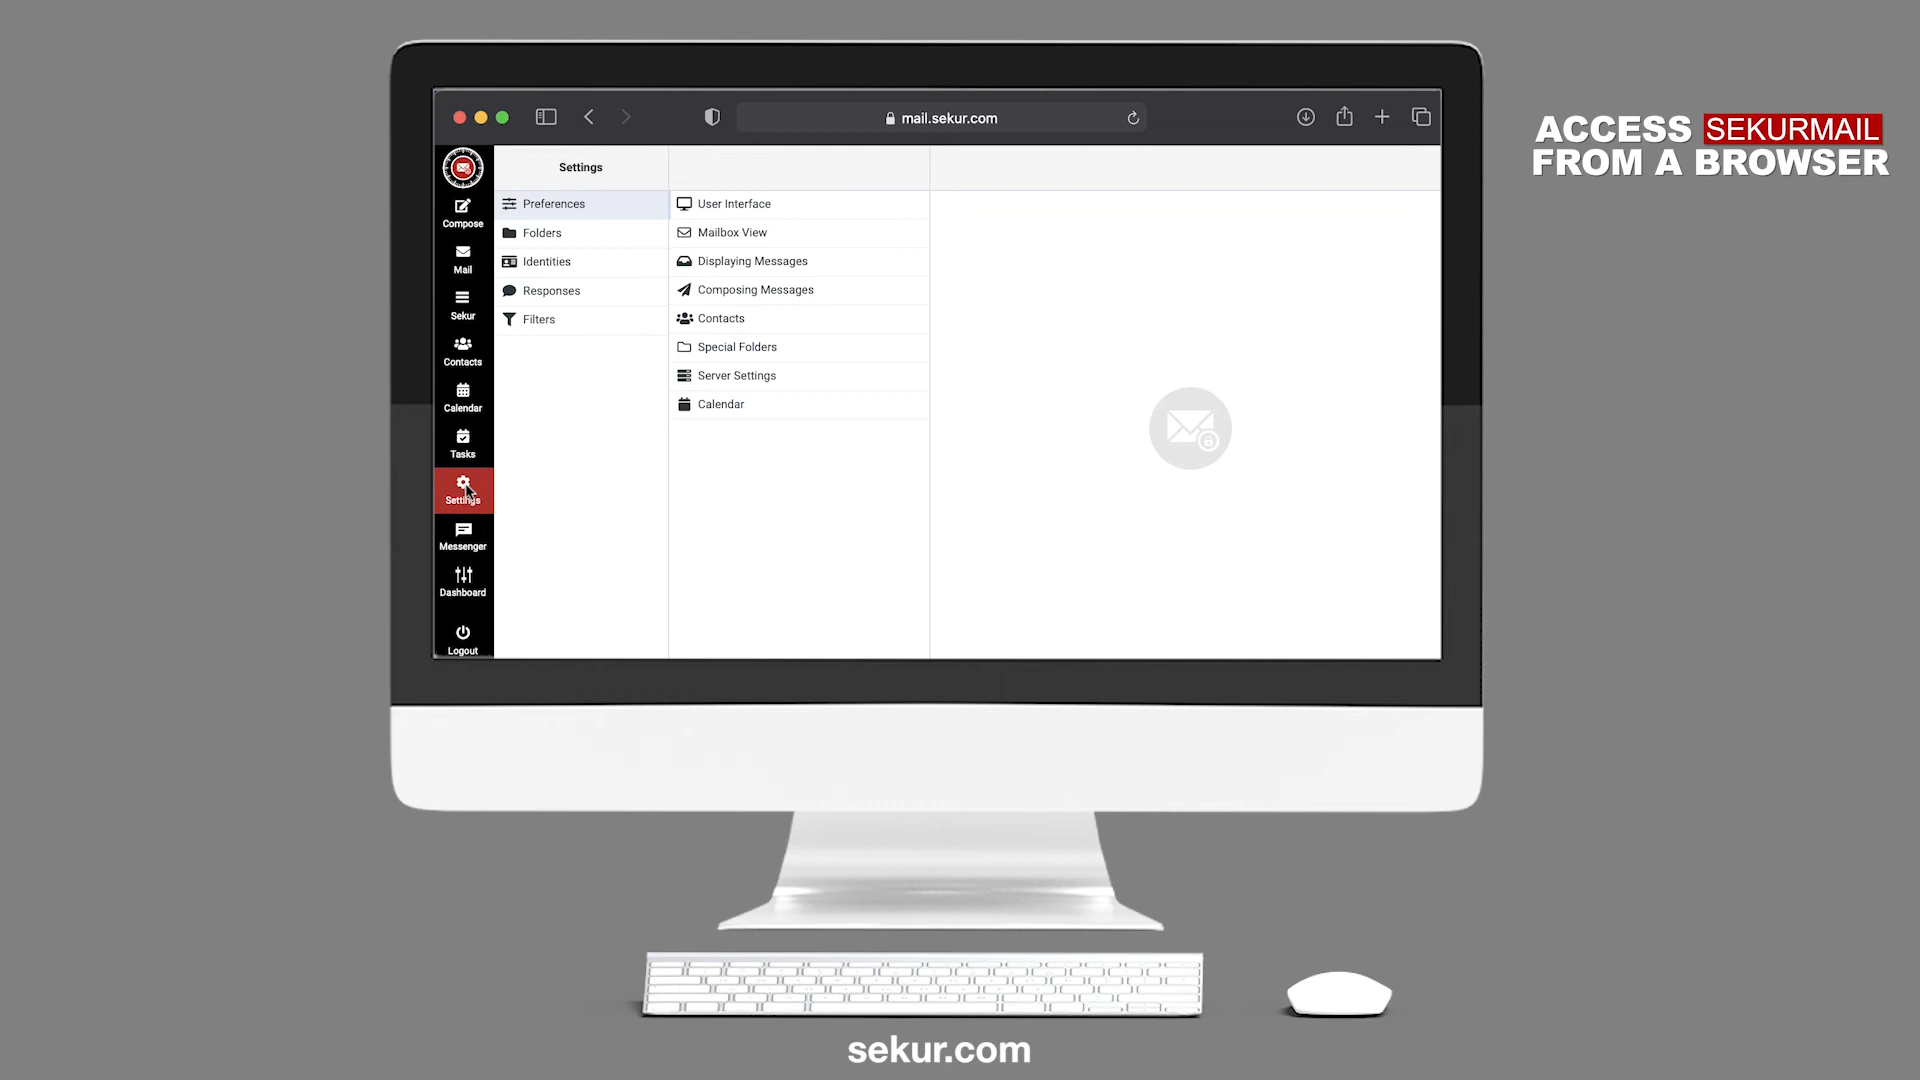 mail.sekur.com
ACCESS SEKURMAIL
FROM A BROWSER
Settings
Compose
Mail
Sekur
Contacts
Calendar
Tasks
Settings
Messenger
Dashboard
Logout
Preferences
Folders
Identities
Responses
Filters
User Interface
Mailbox View
Displaying Messages
Composing Messages
Contacts
Special Folders
Server Settings
Calendar
sekur.com